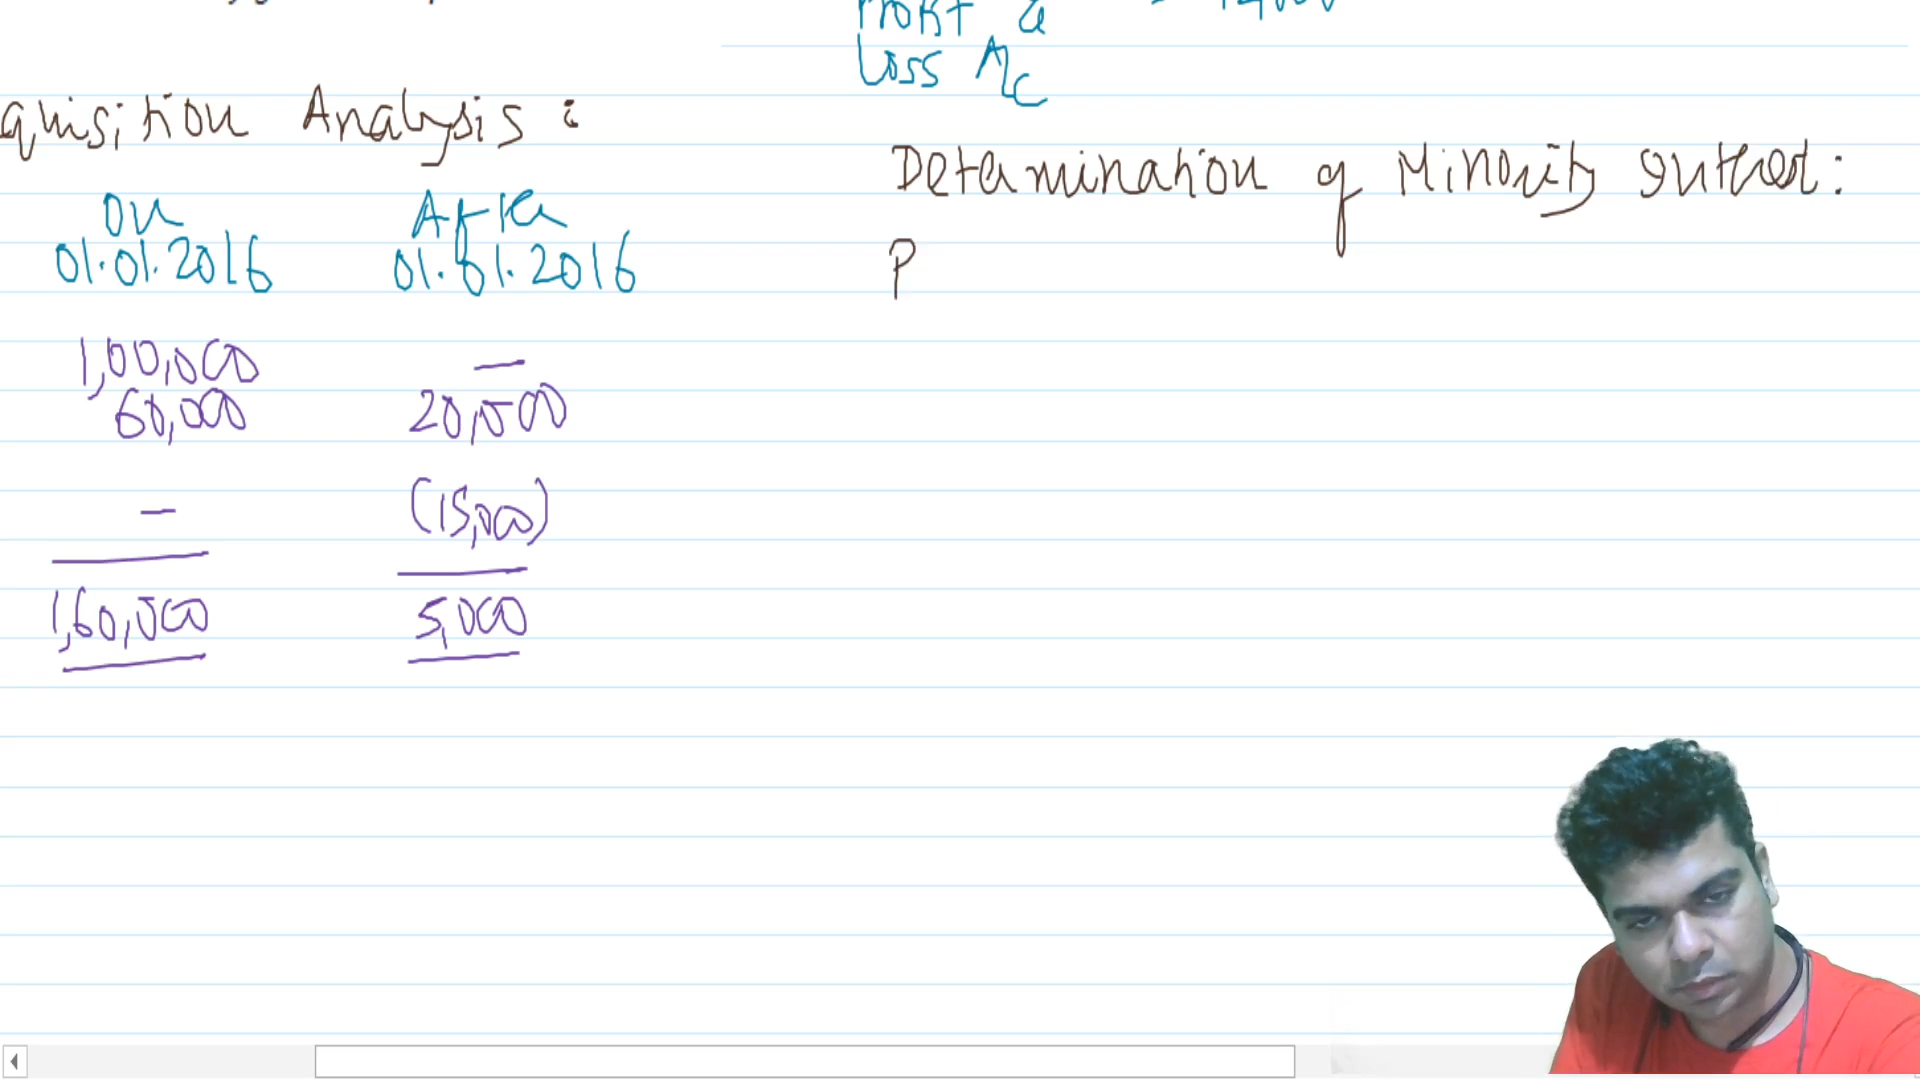 Loss A/c
quisition Analysis :
Determination of Minority Interest :
On
01.01.2016
After
01.01.2016
P
1,00,000 —
60,000 20,000
— (15,000)
1,60,000 5,000